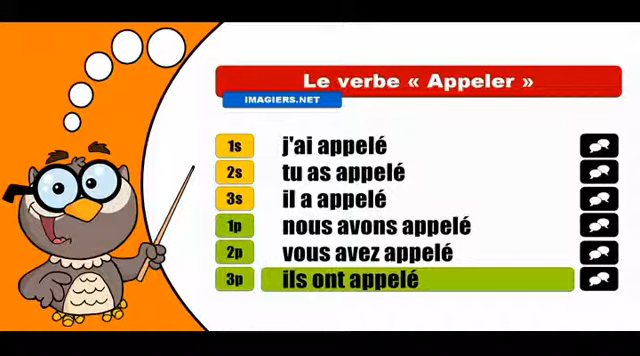 Le verbe « Appeler »
IMAGIERS.NET
1s j'ai appelé
2s tu as appelé
3s il a appelé
1p nous avons appelé
2p vous avez appelé
3p ils ont appelé